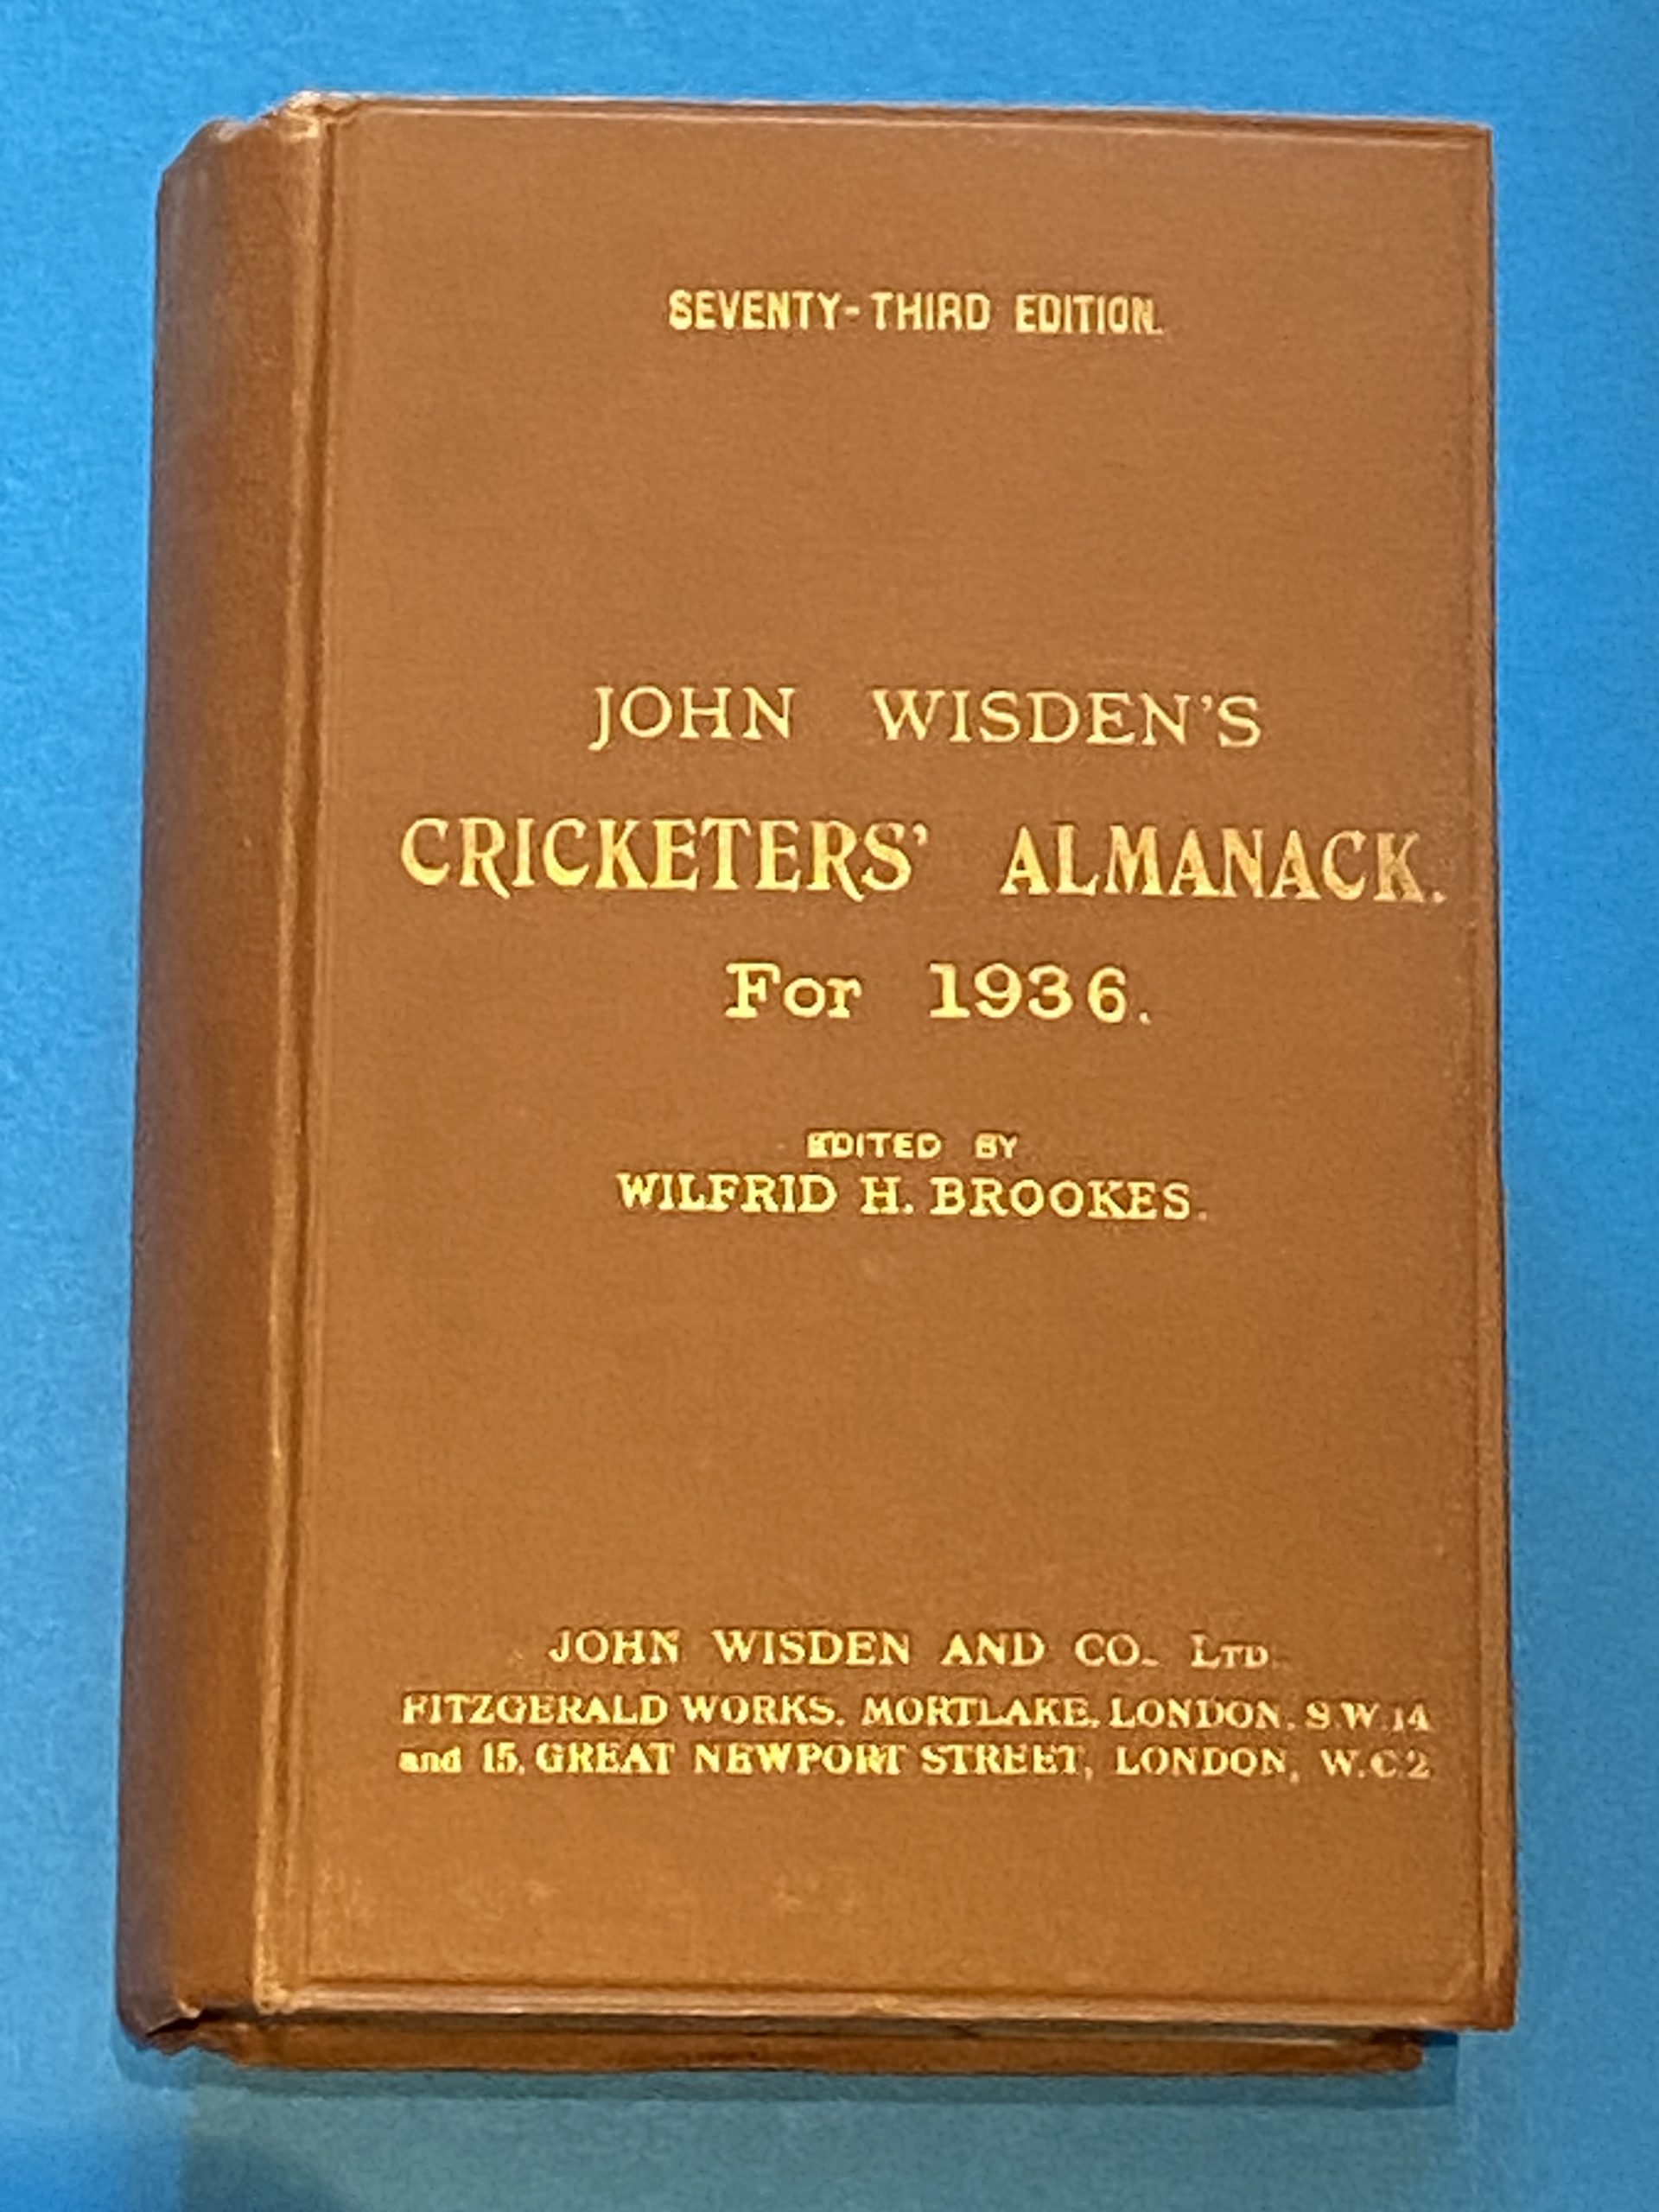 SEVENTY-THIRD EDITION.
JOHN WISDEN'S
CRICKETERS' ALMANACK.
For 1936.
EDITED BY
WILFRID H. BROOKES.
JOHN WISDEN AND CO. LTD.
FITZGERALD WORKS, MORTLAKE, LONDON, S.W.14
and 15, GREAT NEWPORT STREET, LONDON, W.C.2